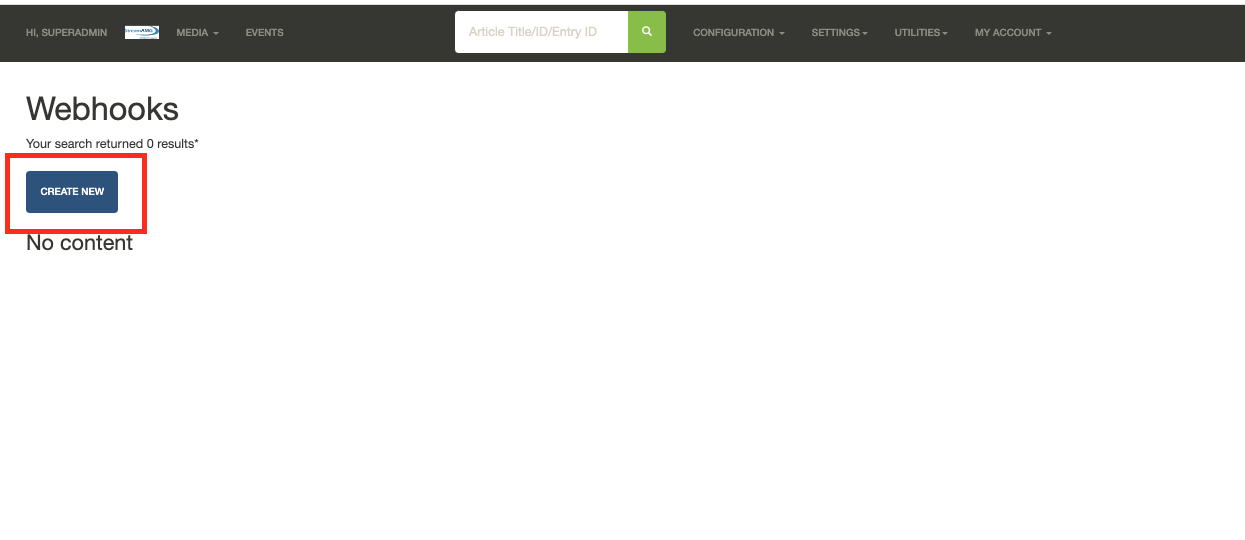 HI, SUPERADMIN StreamAMG MEDIA EVENTS Article Title/ID/Entry ID CONFIGURATION SETTINGS UTILITIES MY ACCOUNT
Webhooks
Your search returned 0 results*
CREATE NEW
No content